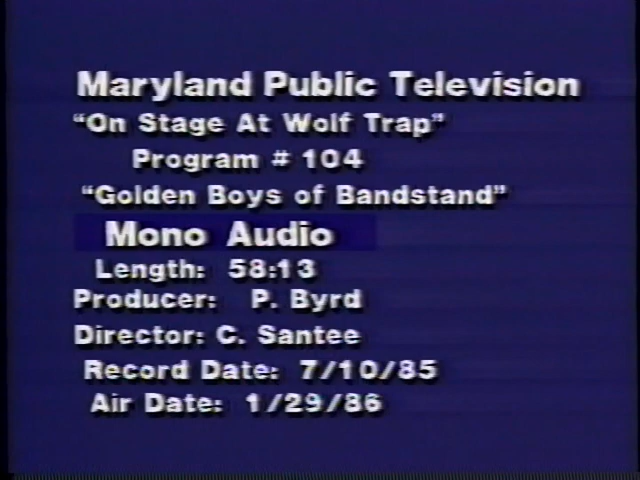 Maryland Public Television
“On Stage At Wolf Trap”
Program # 104
“Golden Boys of Bandstand”
Mono Audio
Length: 58:13
Producer: P. Byrd
Director: C. Santee
Record Date: 7/10/85
Air Date: 1/29/86